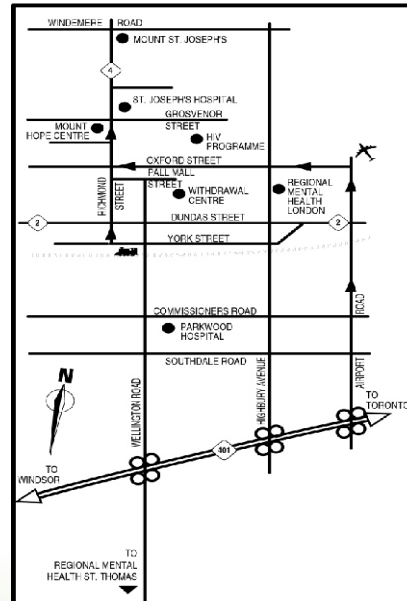 WINDEMERE ROAD
MOUNT ST. JOSEPH'S
4
ST. JOSEPH'S HOSPITAL
GROSVENOR
STREET
MOUNT
HOPE CENTRE
HIV
PROGRAMME
OXFORD STREET
PALL MALL
STREET
WITHDRAWAL
CENTRE
REGIONAL
MENTAL
HEALTH
LONDON
RICHMOND
STREET
2
DUNDAS STREET
2
YORK STREET
COMMISSIONERS ROAD
PARKWOOD
HOSPITAL
SOUTHDALE ROAD
AIRPORT ROAD
N
WELLINGTON ROAD
HIGHBURY AVENUE
TO
TORONTO
401
TO
WINDSOR
TO
REGIONAL MENTAL
HEALTH ST. THOMAS